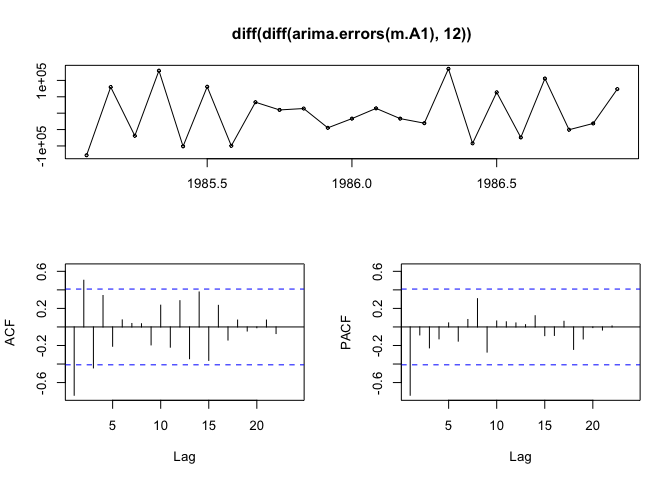 diff(diff(arima.errors(m.A1), 12))
1e+05
-1e+05
1985.5 1986.0 1986.5
0.6 0.6
0.2 0.2
ACF PACF
-0.2 -0.2
-0.6 -0.6
5 10 15 20 5 10 15 20
Lag Lag